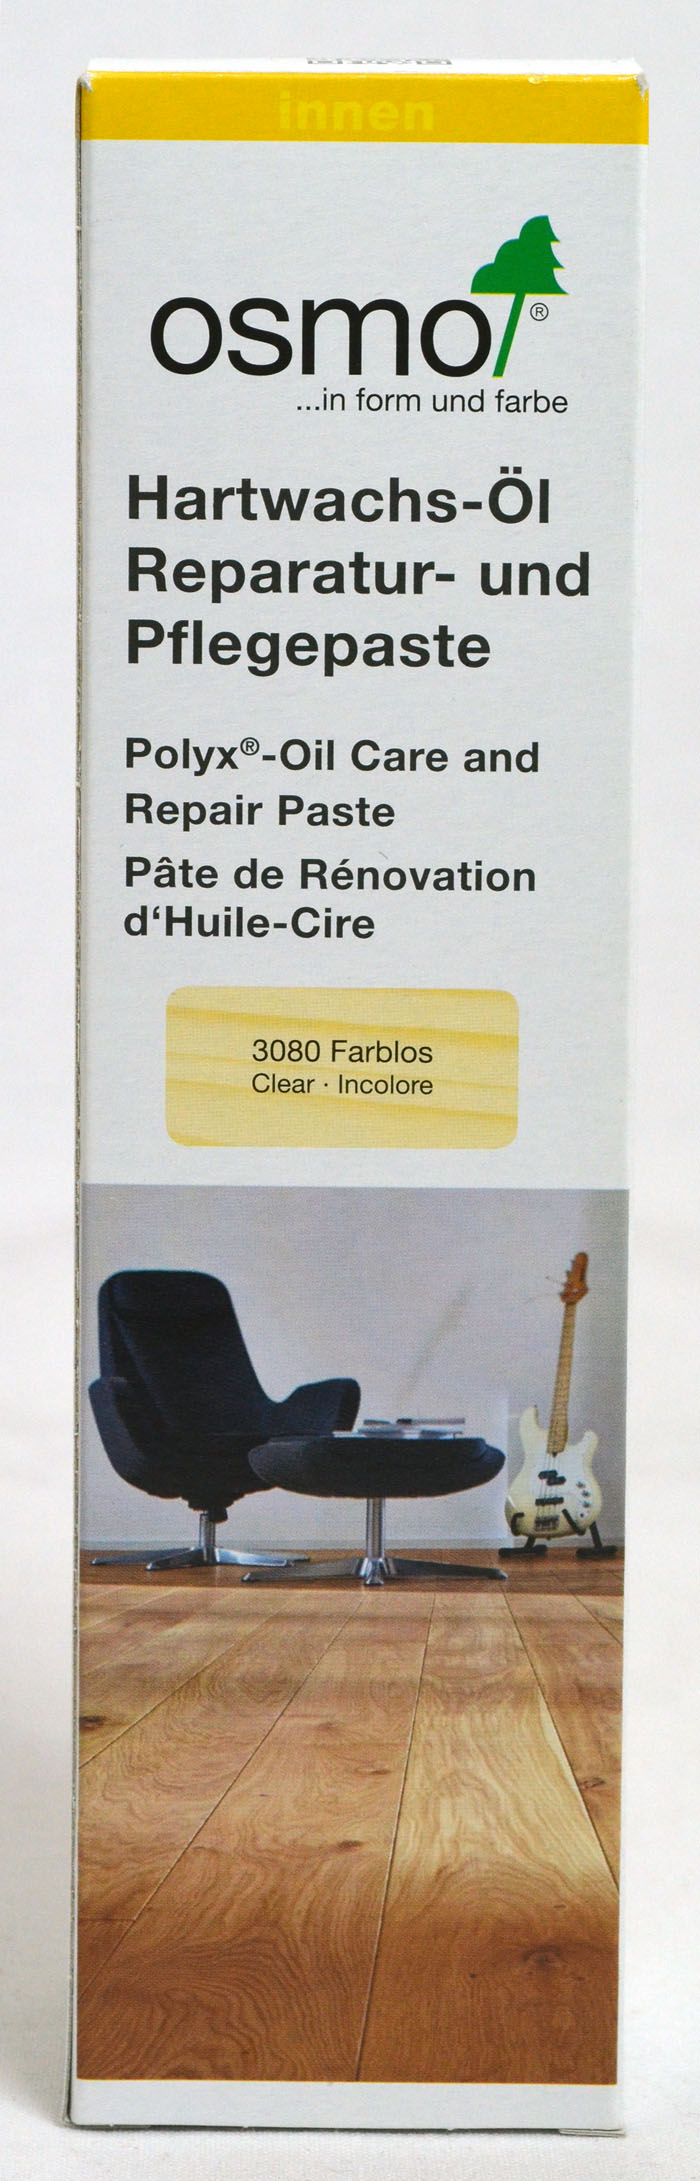 innen
osmo®
...in form und farbe
Hartwachs-Öl
Reparatur- und
Pflegepaste
Polyx®-Oil Care and
Repair Paste
Pâte de Rénovation
d‘Huile-Cire
3080 Farblos
Clear · Incolore